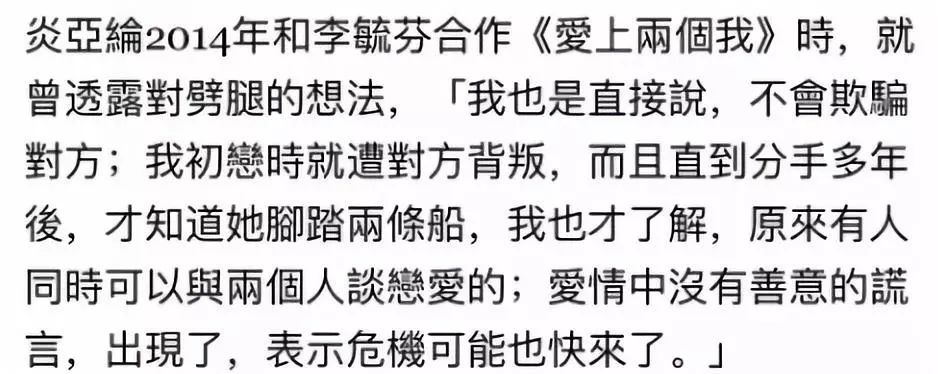 炎亞綸2014年和李毓芬合作《愛上兩個我》時，就
曾透露對劈腿的想法，「我也是直接說，不會欺騙
對方；我初戀時就遭對方背叛，而且直到分手多年
後，才知道她腳踏兩條船，我也才了解，原來有人
同時可以與兩個人談戀愛的；愛情中沒有善意的謊
言，出現了，表示危機可能也快來了。」